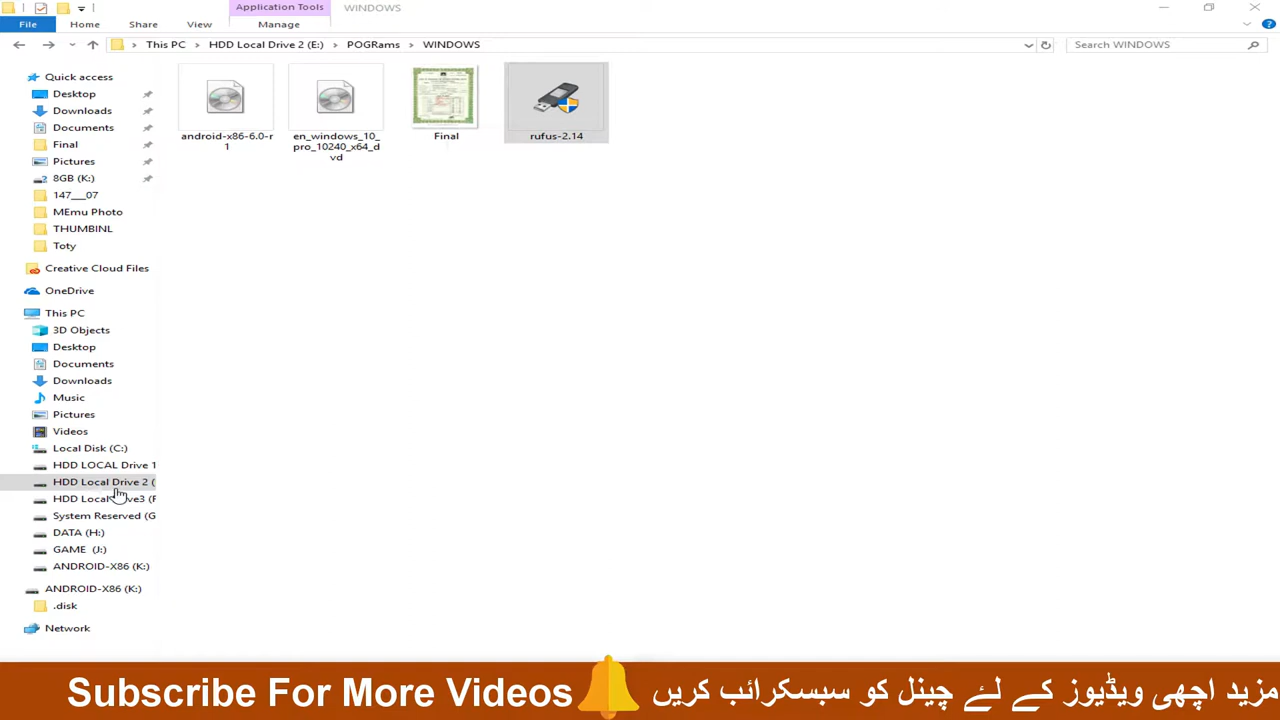 Application Tools
WINDOWS
File
Home
Share
View
Manage
This PC
HDD Local Drive 2 (E:)
POGRams
WINDOWS
Search WINDOWS
Quick access
Desktop
Downloads
Documents
Final
Pictures
8GB (K:)
147___07
MEmu Photo
THUMBINL
Toty
Creative Cloud Files
OneDrive
This PC
3D Objects
Desktop
Documents
Downloads
Music
Pictures
Videos
Local Disk (C:)
HDD LOCAL Drive 1
HDD Local Drive 2 (
HDD Local Drive3 (F
System Reserved (G
DATA (H:)
GAME (J:)
ANDROID-X86 (K:)
ANDROID-X86 (K:)
.disk
Network
android-x86-6.0-r
1
en_windows_10_
pro_10240_x64_d
vd
Final
rufus-2.14
Subscribe For More Videos
مزید اچھی ویڈیوز کے لئے چینل کو سبسکرائب کریں